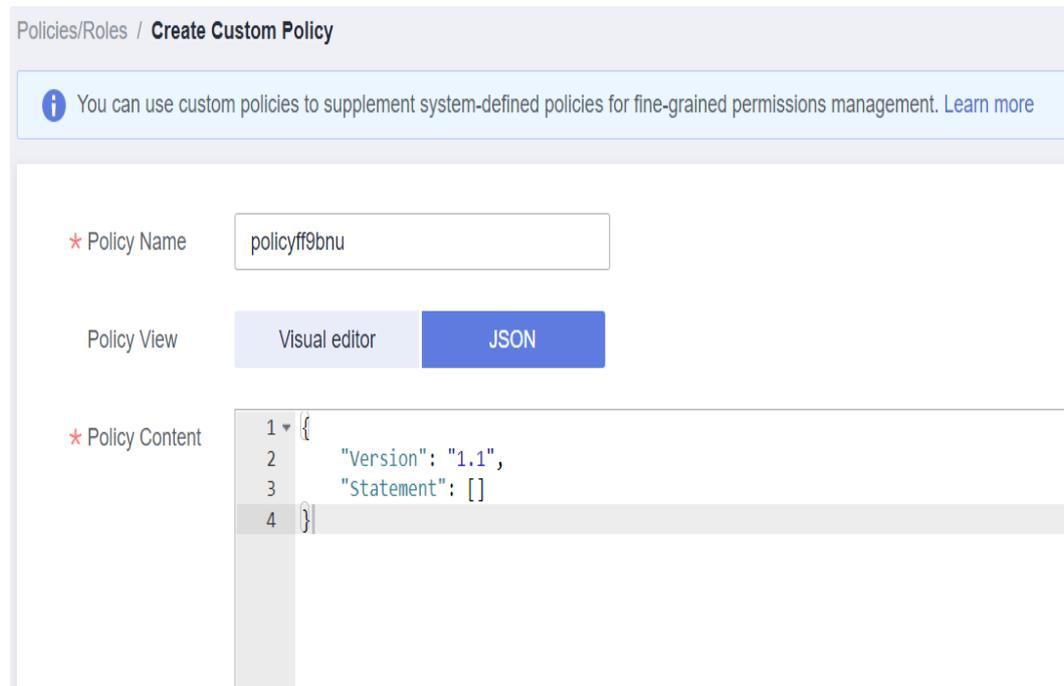 Policies/Roles / Create Custom Policy
You can use custom policies to supplement system-defined policies for fine-grained permissions management. Learn more
* Policy Name policyff9bnu
Policy View Visual editor JSON
* Policy Content
1 {
2 "Version": "1.1",
3 "Statement": []
4 }